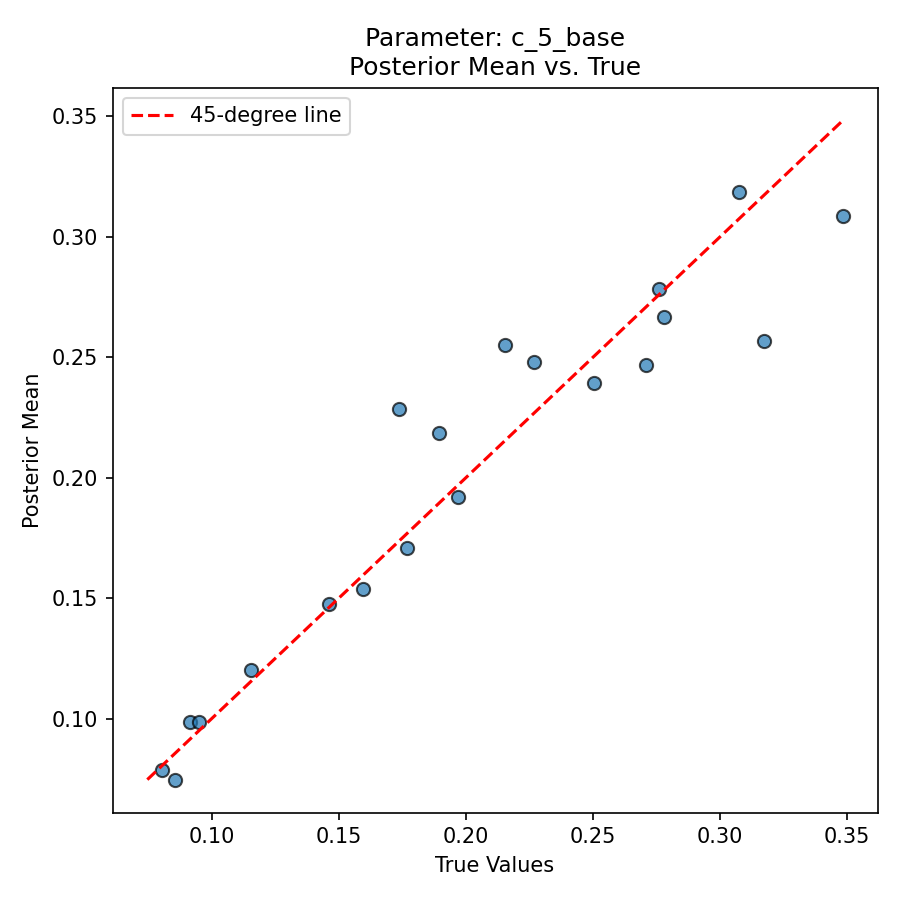 Parameter: c_5_base
Posterior Mean vs. True
45-degree line
0.35
0.30
0.25
0.20
0.15
0.10
Posterior Mean
0.10 0.15 0.20 0.25 0.30 0.35
True Values